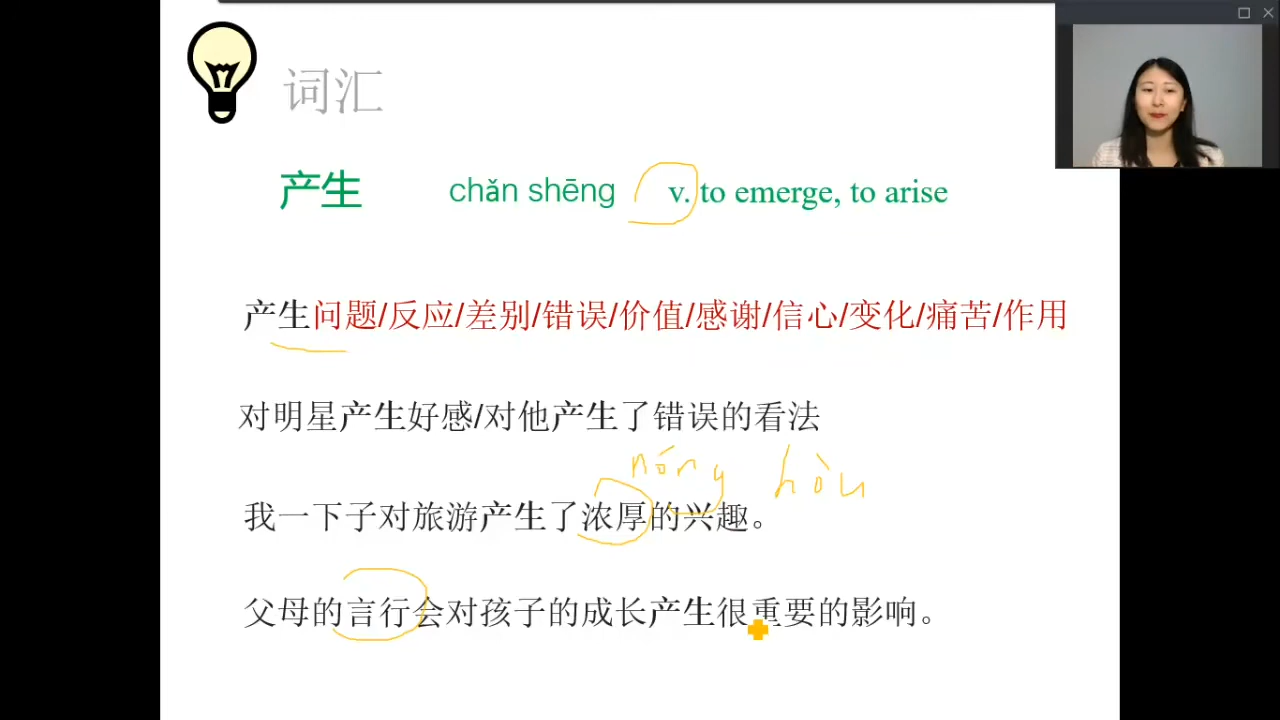 词汇
产生 chǎn shēng v. to emerge, to arise
产生问题/反应/差别/错误/价值/感谢/信心/变化/痛苦/作用
对明星产生好感/对他产生了错误的看法
nóng hòu
我一下子对旅游产生了浓厚的兴趣。
父母的言行会对孩子的成长产生很重要的影响。